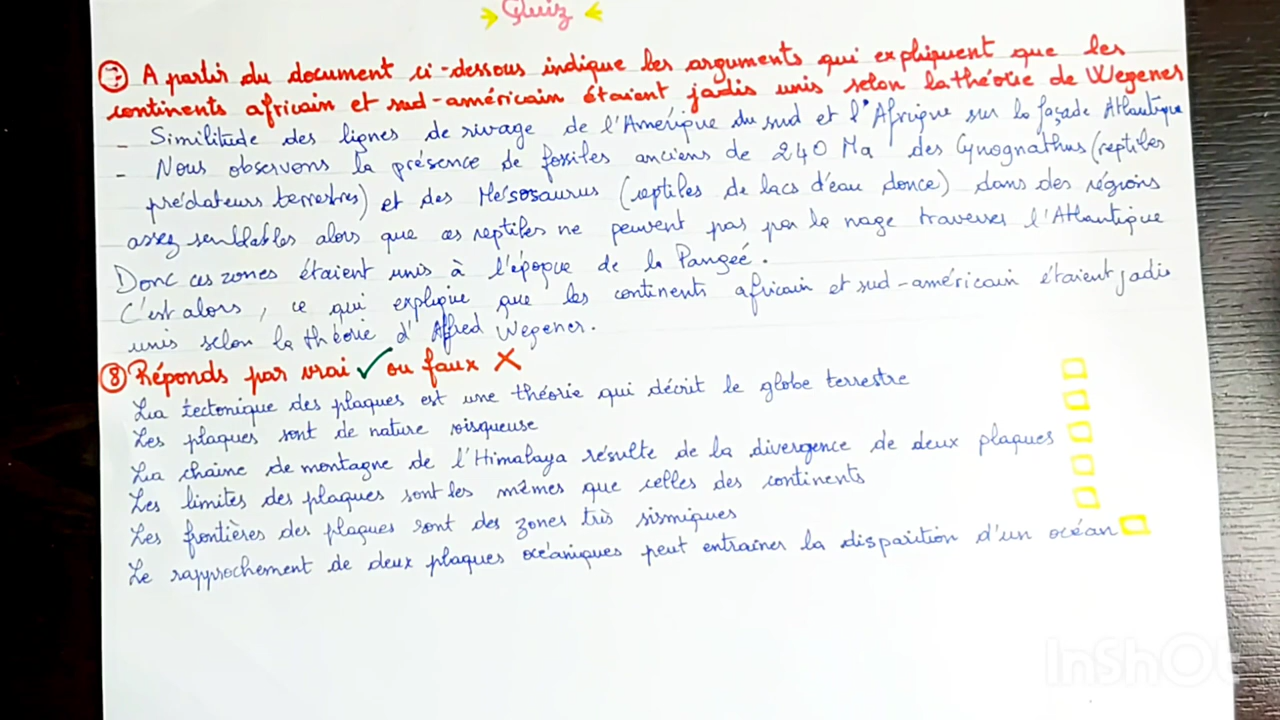 Quiz
⑦ A partir du document ci-dessous indique les arguments qui expliquent que les
continents africain et sud-américain étaient jadis unis selon la théorie de Wegener
- Similitude des lignes de rivage de l'Amérique du sud et l'Afrique sur la façade Atlantique
- Nous observons la présence de fossiles anciens de 240 Ma des Cynognathus (reptiles
prédateurs terrestres) et des Mésosaurus (reptiles de lacs d'eau douce) dans des régions
assez semblables alors que ces reptiles ne peuvent pas par la nage traverser l'Atlantique
Donc ces zones étaient unis à l'époque de la Pangeé.
C'est alors, ce qui explique que les continents africain et sud-américain étaient jadis
unis selon la théorie d'Alfred Wegener.
⑧ Réponds par vrai ✓ ou faux ✗
La tectonique des plaques est une théorie qui décrit le globe terrestre
Les plaques sont de nature visqueuse
La chaine de montagne de l'Himalaya résulte de la divergence de deux plaques
Les limites des plaques sont les mêmes que celles des continents
Les frontières des plaques sont des zones très sismiques
Le rapprochement de deux plaques océaniques peut entrainer la disparition d'un océan
InShOt